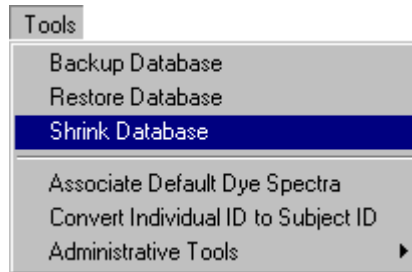 Tools
Backup Database
Restore Database
Shrink Database
Associate Default Dye Spectra
Convert Individual ID to Subject ID
Administrative Tools